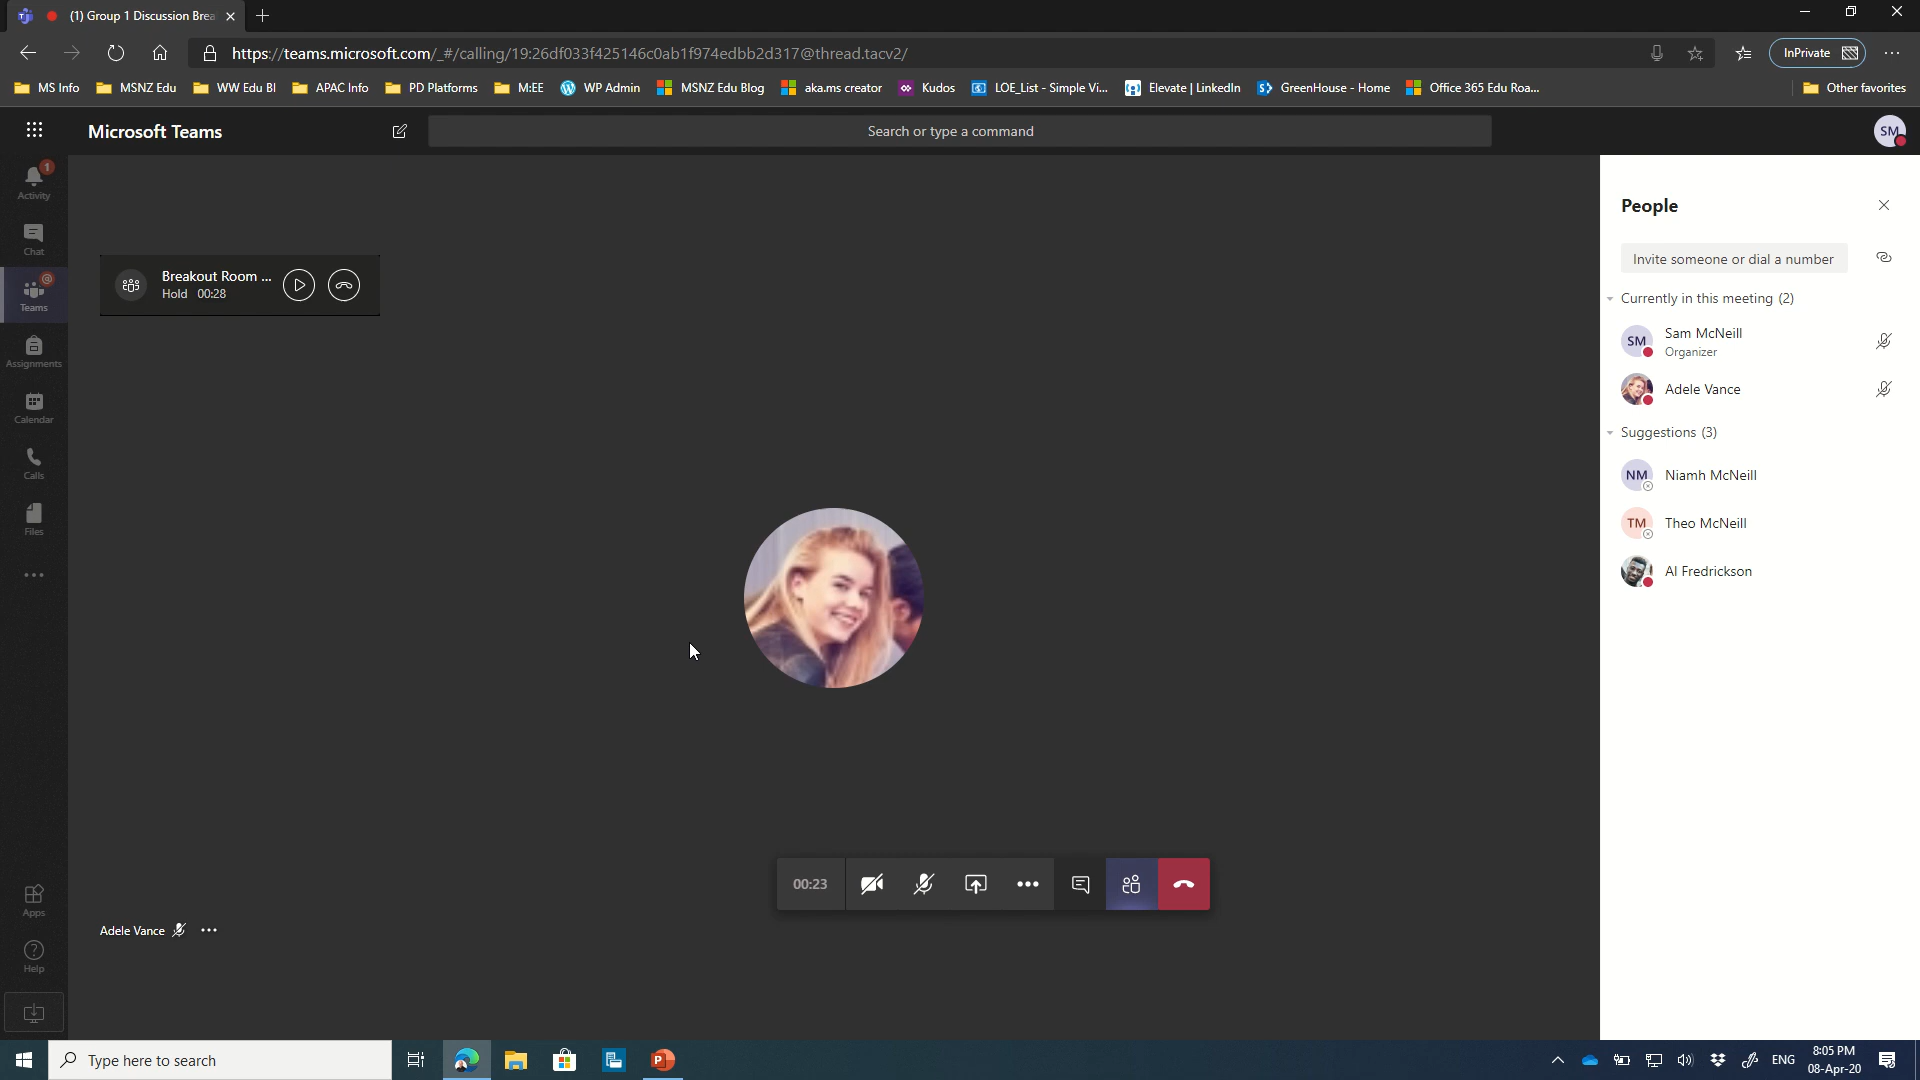 (1) Group 1 Discussion Brea
https://teams.microsoft.com/_#/calling/19:26df033f425146c0ab1f974edbb2d317@thread.tacv2/
InPrivate
MS Info
MSNZ Edu
WW Edu BI
APAC Info
PD Platforms
M:EE
WP Admin
MSNZ Edu Blog
aka.ms creator
Kudos
LOE_List - Simple Vi...
Elevate | LinkedIn
GreenHouse - Home
Office 365 Edu Roa...
Other favorites
Microsoft Teams
Search or type a command
SM
1
Activity
Chat
Teams
Assignments
Calendar
Calls
Files
Apps
Help
Breakout Room ...
Hold 00:28
00:23
Adele Vance
People
Invite someone or dial a number
Currently in this meeting (2)
SM
Sam McNeill
Organizer
Adele Vance
Suggestions (3)
NM
Niamh McNeill
TM
Theo McNeill
Al Fredrickson
Type here to search
ENG
8:05 PM
08-Apr-20